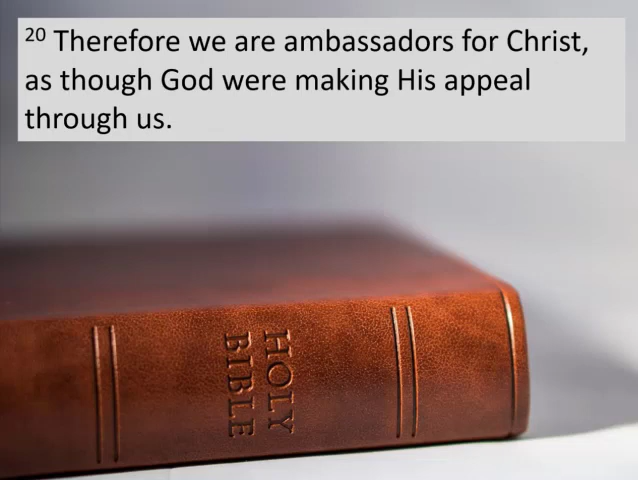 20 Therefore we are ambassadors for Christ,
as though God were making His appeal
through us.
HOLY
BIBLE